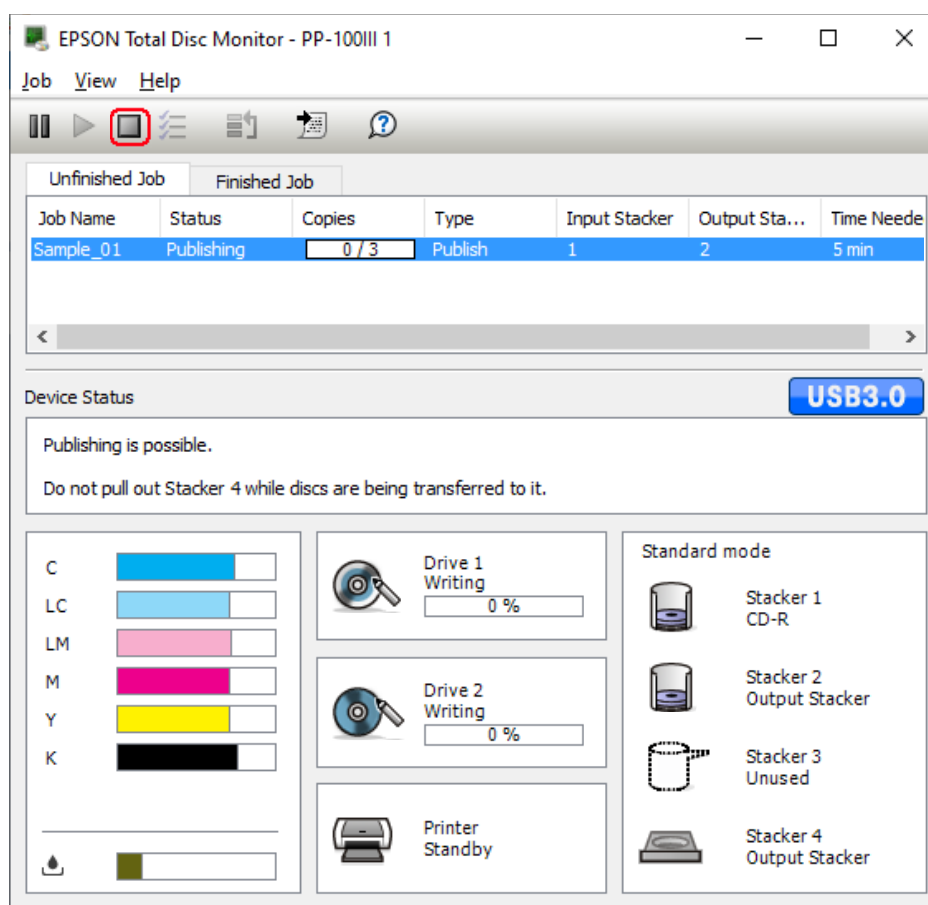 EPSON Total Disc Monitor - PP-100III 1
Job View Help
Unfinished Job Finished Job
Job Name Status Copies Type Input Stacker Output Sta... Time Neede
Sample_01 Publishing 0 / 3 Publish 1 2 5 min
Device Status USB3.0
Publishing is possible.
Do not pull out Stacker 4 while discs are being transferred to it.
C
LC
LM
M
Y
K
Drive 1
Writing
0 %
Drive 2
Writing
0 %
Printer
Standby
Standard mode
Stacker 1
CD-R
Stacker 2
Output Stacker
Stacker 3
Unused
Stacker 4
Output Stacker